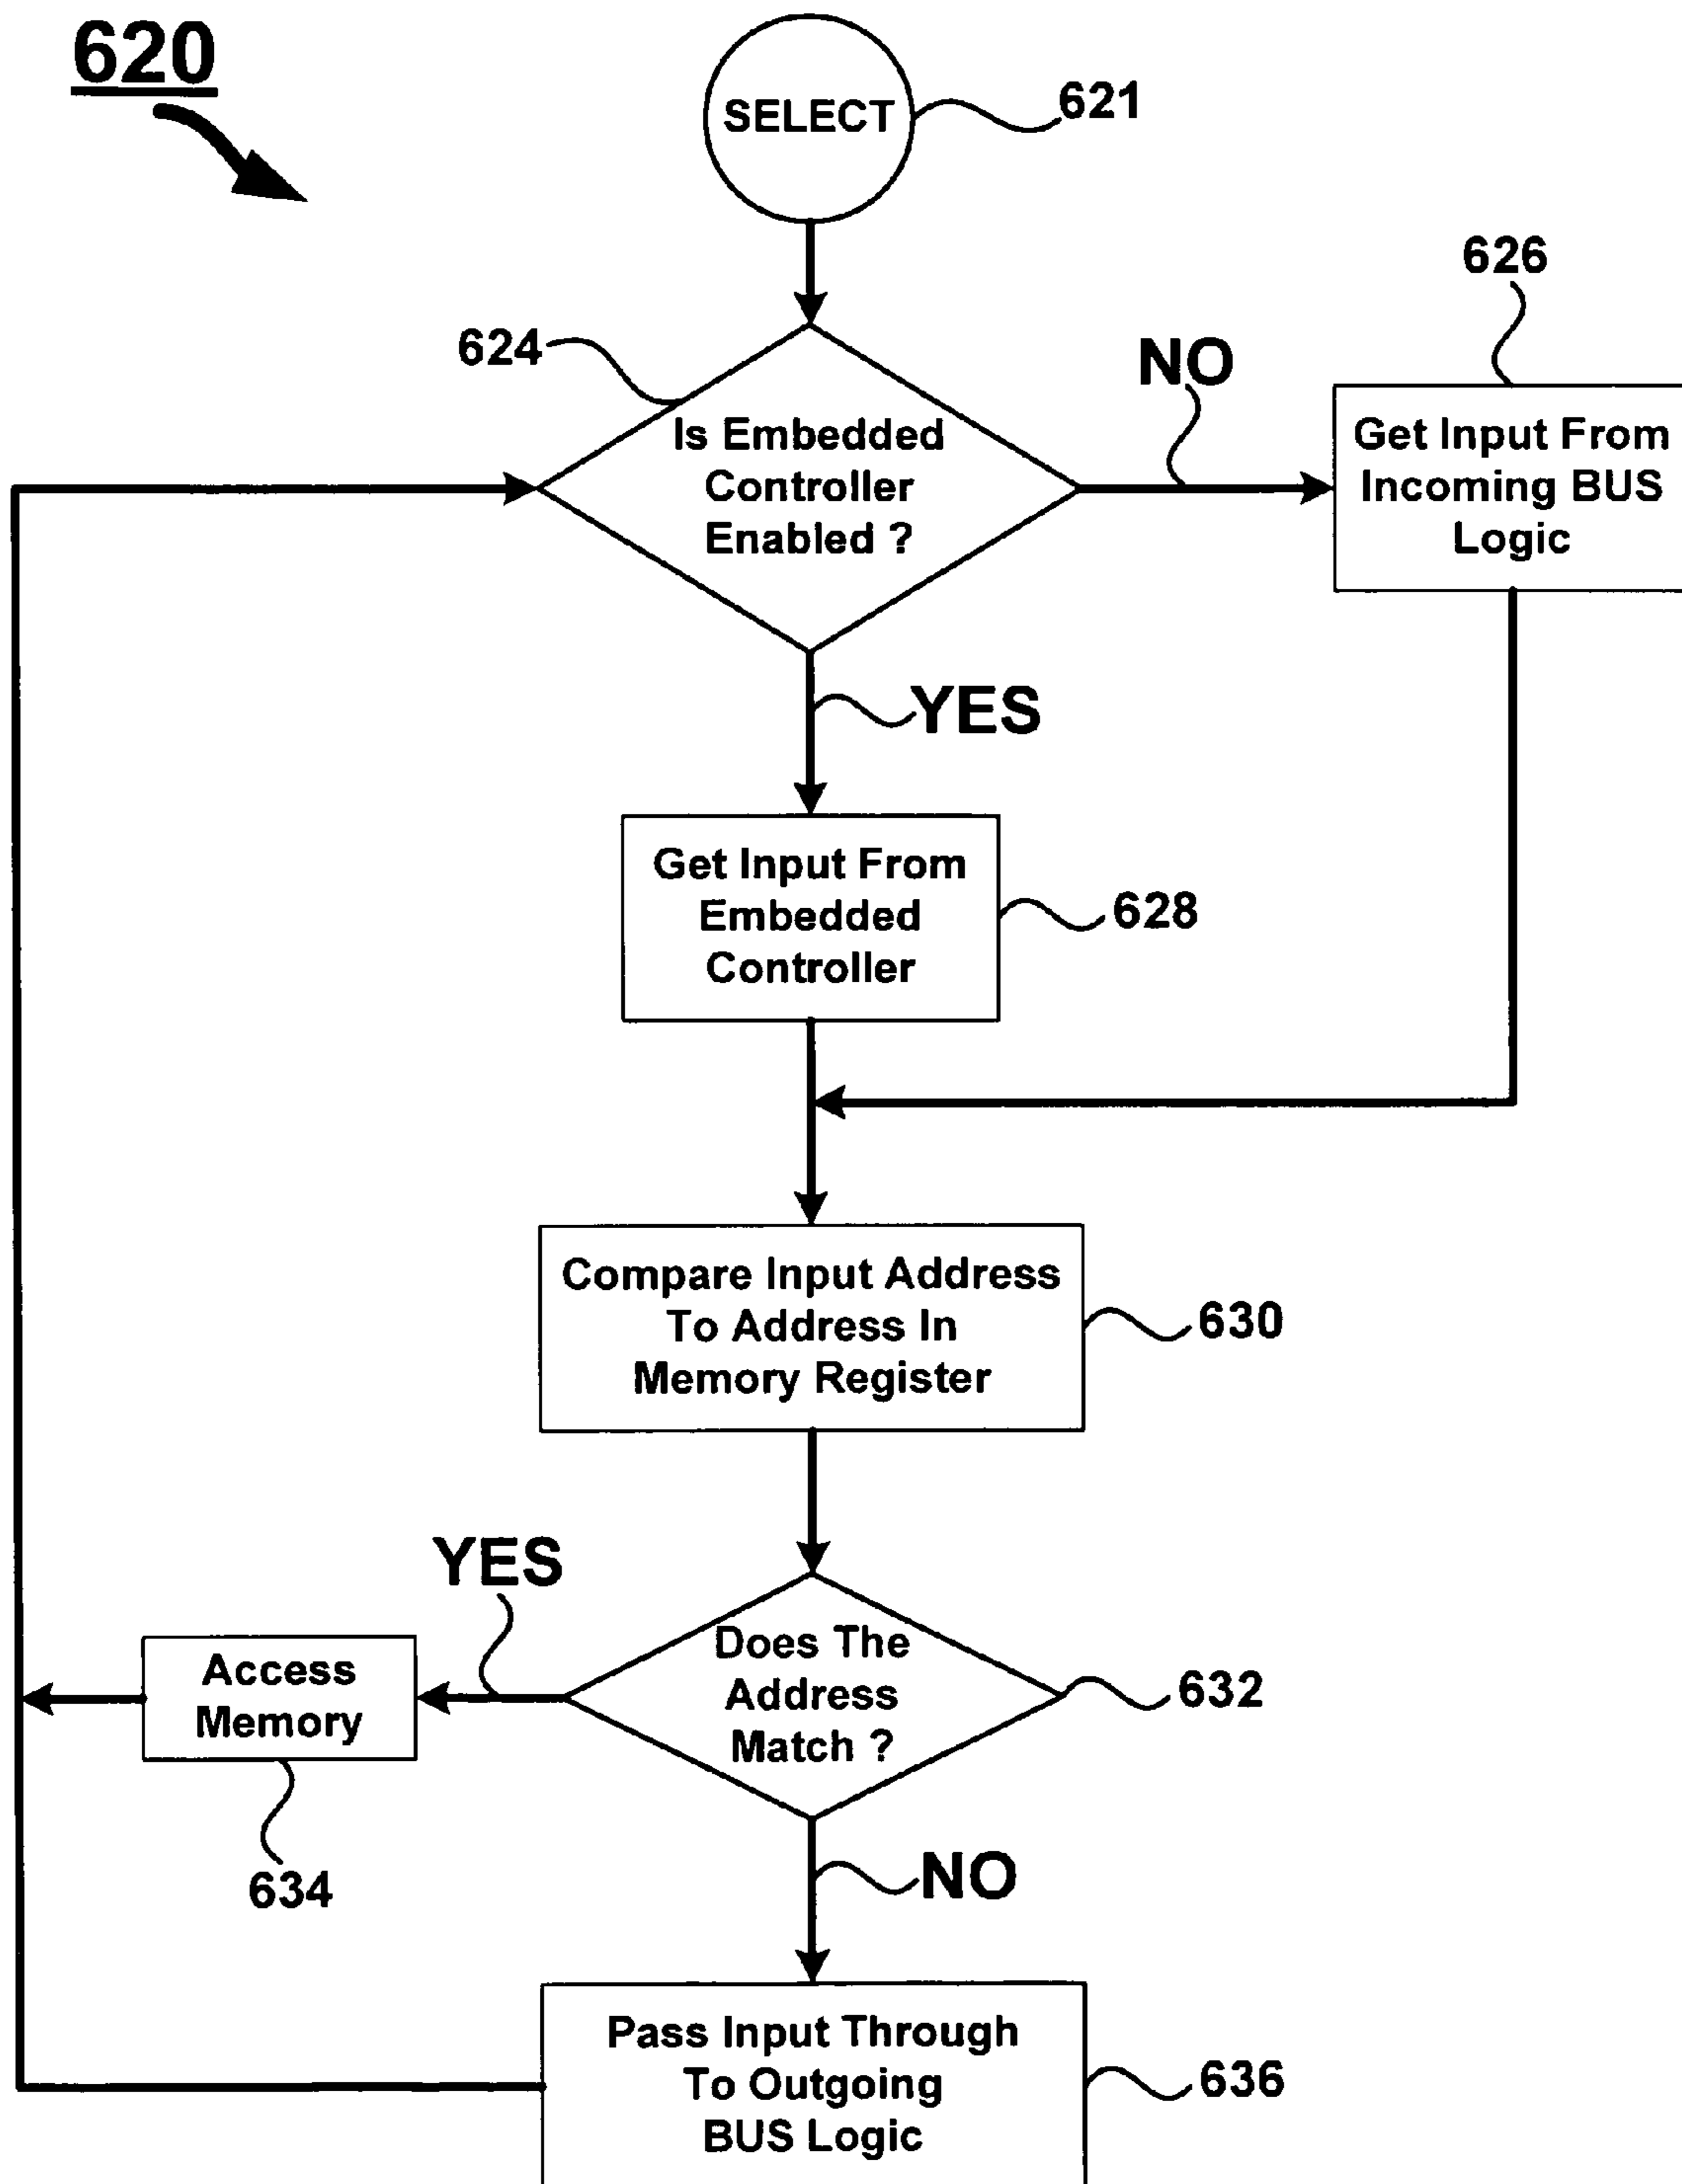 620
SELECT
621
626
624
NO
Is Embedded
Controller
Enabled ?
Get Input From
Incoming BUS
Logic
YES
Get Input From
Embedded
Controller
628
Compare Input Address
To Address In
Memory Register
630
YES
Does The
Address
Match ?
632
Access
Memory
634
NO
Pass Input Through
To Outgoing
BUS Logic
636